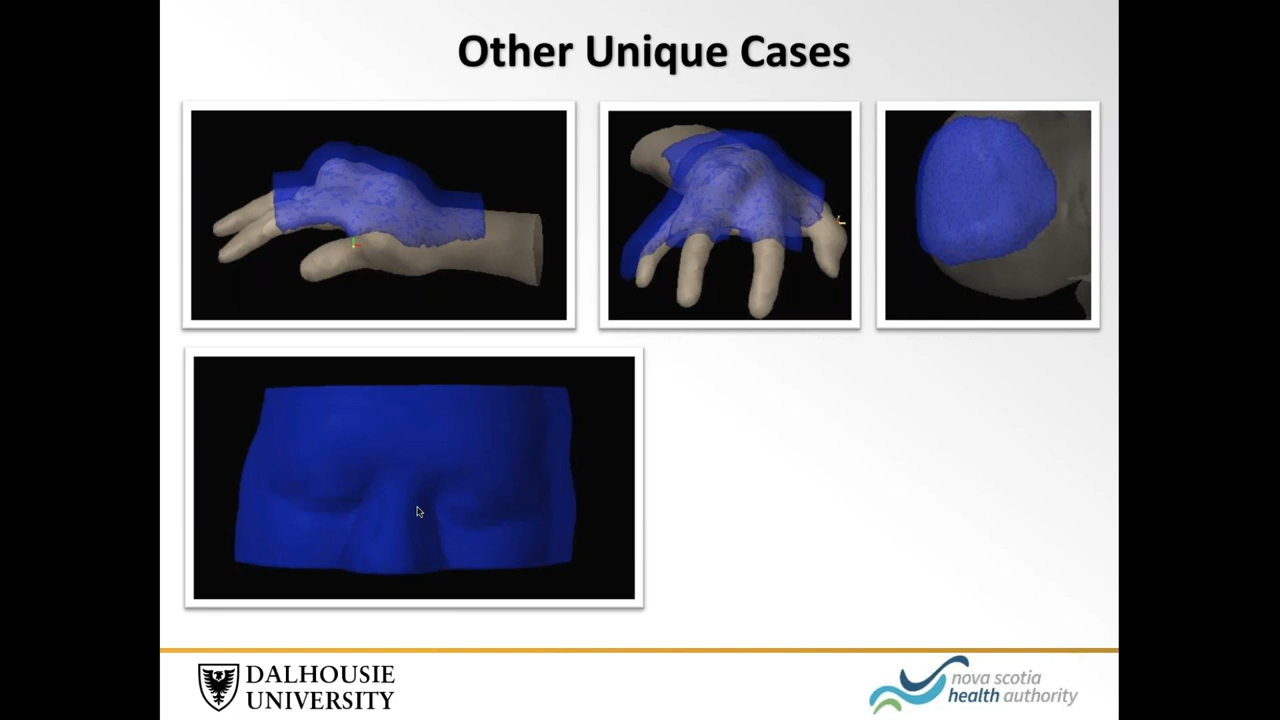 Other Unique Cases
DALHOUSIE
UNIVERSITY
nova scotia
health authority